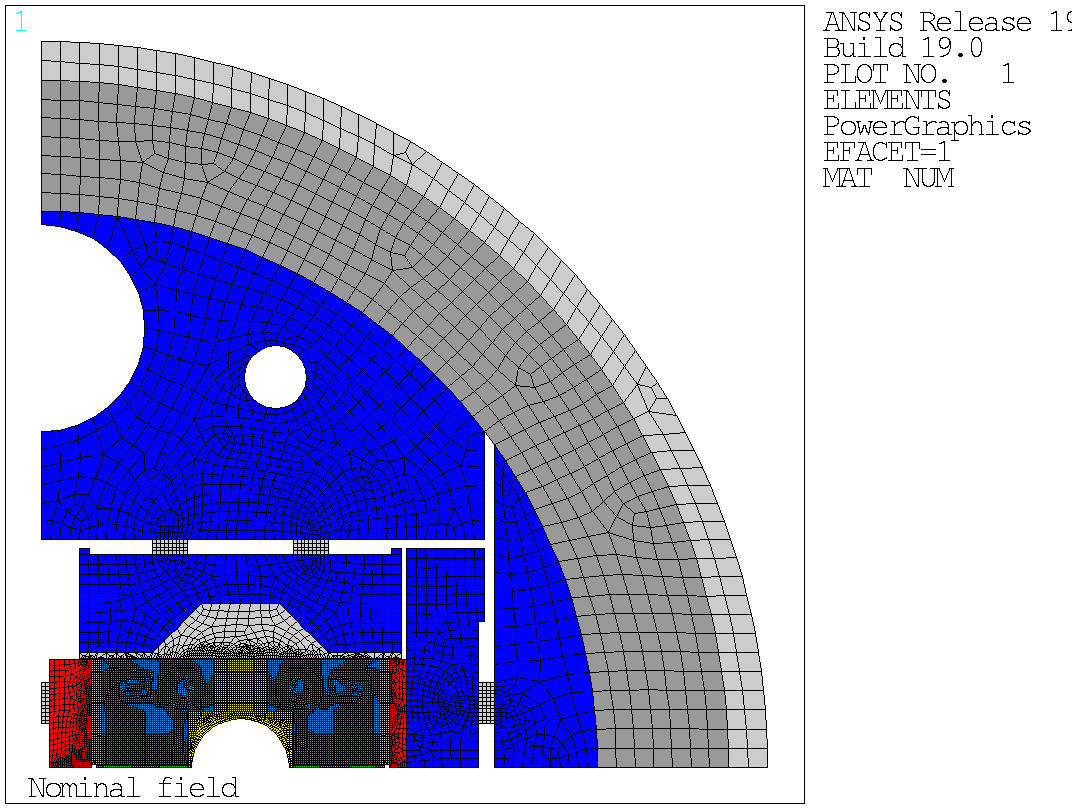 1
ANSYS Release 19
Build 19.0
PLOT NO. 1
ELEMENTS
PowerGraphics
EFACET=1
MAT NUM
Nominal field